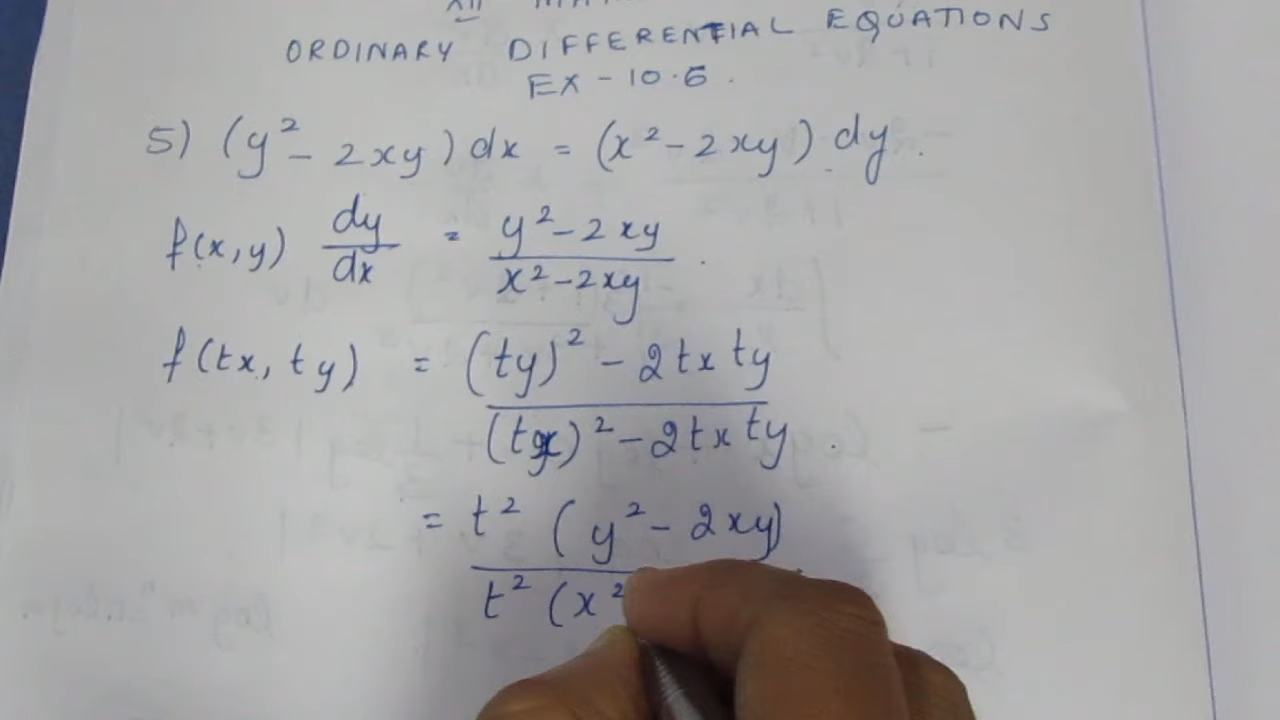 XII
ORDINARY DIFFERENTIAL EQUATIONS
EX - 10.6.
5) (y² - 2xy) dx = (x² - 2xy) dy.
f(x,y) dy/dx = y² - 2xy / x² - 2xy.
f(tx, ty) = (ty)² - 2tx ty / (tx)² - 2tx ty.
= t² (y² - 2xy) / t² (x²